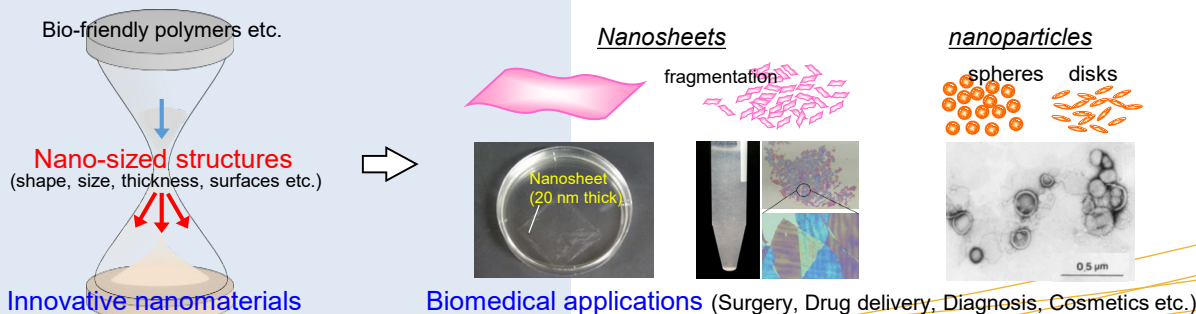 Bio-friendly polymers etc.
Nano-sized structures
(shape, size, thickness, surfaces etc.)
Innovative nanomaterials
Nanosheets
fragmentation
Nanosheet
(20 nm thick)
nanoparticles
spheres disks
0.5 µm
Biomedical applications (Surgery, Drug delivery, Diagnosis, Cosmetics etc.)